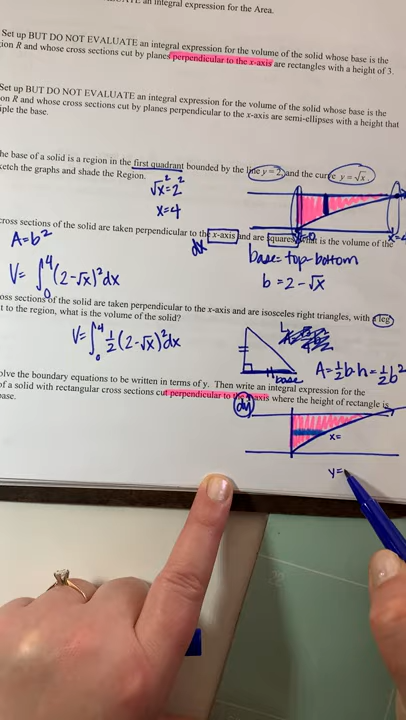 an integral expression for the Area.
Set up BUT DO NOT EVALUATE an integral expression for the volume of the solid whose base is the
ion R and whose cross sections cut by planes perpendicular to the x-axis are rectangles with a height of 3.
Set up BUT DO NOT EVALUATE an integral expression for the volume of the solid whose base is the
on R and whose cross sections cut by planes perpendicular to the x-axis are semi-ellipses with a height that
iple the base.
he base of a solid is a region in the first quadrant bounded by the line y = 2, and the curve y = √x.
ketch the graphs and shade the Region.
√x² = 2²
x=4
x=4
cross sections of the solid are taken perpendicular to the x-axis and are squares, what is the volume of the
A=b²
dx
base= top-bottom
V= ∫₀⁴ (2-√x)²dx
b = 2-√x
oss sections of the solid are taken perpendicular to the x-axis and are isosceles right triangles, with a leg
t to the region, what is the volume of the solid?
V= ∫₀⁴ ½(2-√x)²dx
A=½b·h=½b²
base
olve the boundary equations to be written in terms of y. Then write an integral expression for the
of a solid with rectangular cross sections cut perpendicular to the y axis where the height of rectangle is
base.
dy
x=
y=